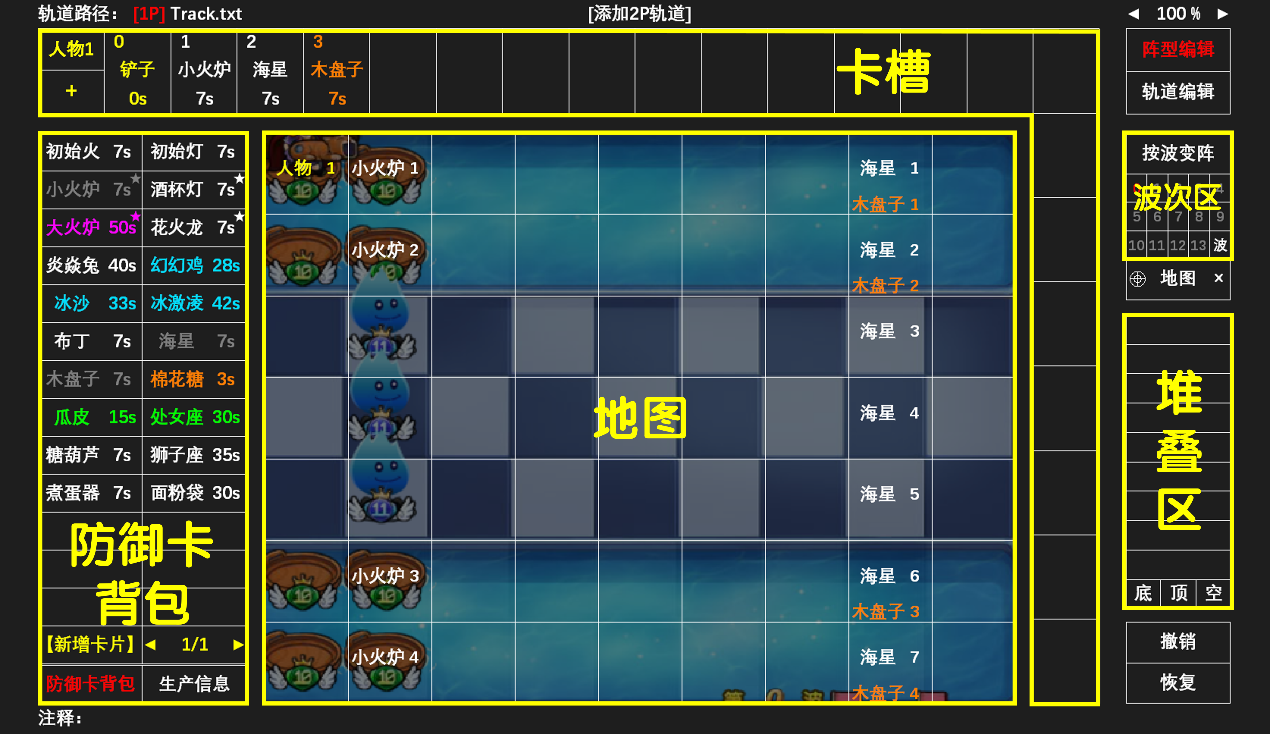 轨道路径： [1P] Track.txt [添加2P轨道] ◄ 100 % ►
人物1 0 1 2 3
铲子 小火炉 海星 木盘子
+ 0s 7s 7s 7s
卡槽
阵型编辑
轨道编辑
初始火 7s 初始灯 7s
小火炉 7s★ 酒杯灯 7s★
大火炉 50s★ 花火龙 7s★
炎焱兔 40s 幻幻鸡 28s
冰沙 33s 冰激凌 42s
布丁 7s 海星 7s
木盘子 7s 棉花糖 3s
瓜皮 15s 处女座 30s
糖葫芦 7s 狮子座 35s
煮蛋器 7s 面粉袋 30s
防御卡
背包
【新增卡片】 ◄ 1/1 ►
防御卡背包 生产信息
人物 1 小火炉 1 海星 1
木盘子 1
小火炉 2 海星 2
木盘子 2
海星 3
地图 海星 4
海星 5
小火炉 3 海星 6
木盘子 3
小火炉 4 海星 7
木盘子 4
10 10
10 10
11
11
11
10 10
10 10
按波变阵
波次区
5 6 7 8 9
10 11 12 13 波
地图 ×
堆
叠
区
底 顶 空
撤销
恢复
注释：